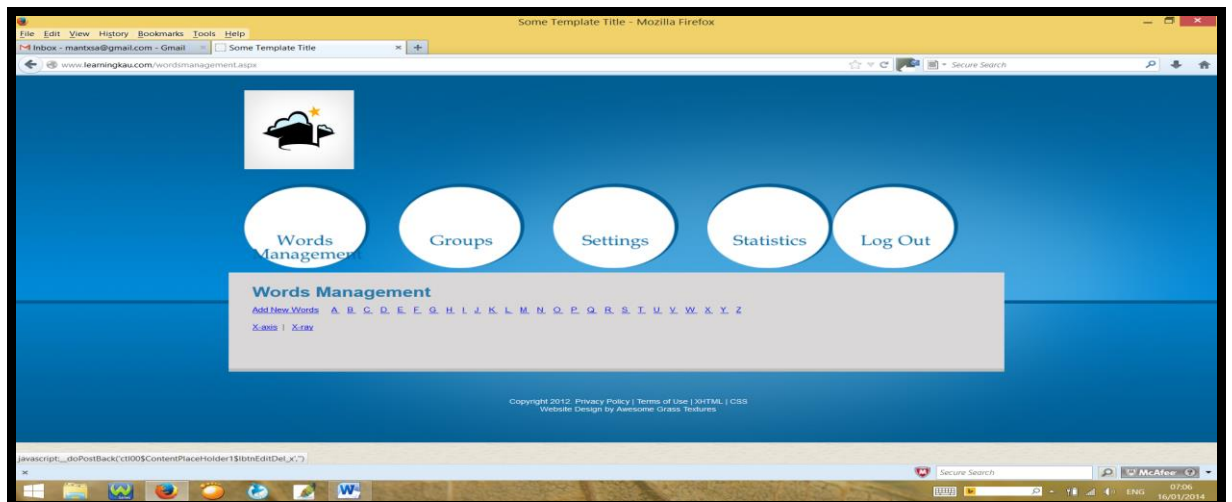 Some Template Title - Mozilla Firefox
File Edit View History Bookmarks Tools Help
Inbox - mantxsa@gmail.com - Gmail × Some Template Title × +
www.learningkau.com/wordsmanagement.aspx Secure Search
Words Management
Groups
Settings
Statistics
Log Out
Words Management
Add New Words A B C D E F G H I J K L M N O P Q R S T U V W X Y Z
X-axis | X-ray
Copyright 2012. Privacy Policy | Terms of Use | XHTML | CSS
Website Design by Awesome Grass Textures
javascript:__doPostBack('ctl00$ContentPlaceHolder1$lbtnEditDel_x','')
× Secure Search McAfee
ENG 07:06
16/01/2014